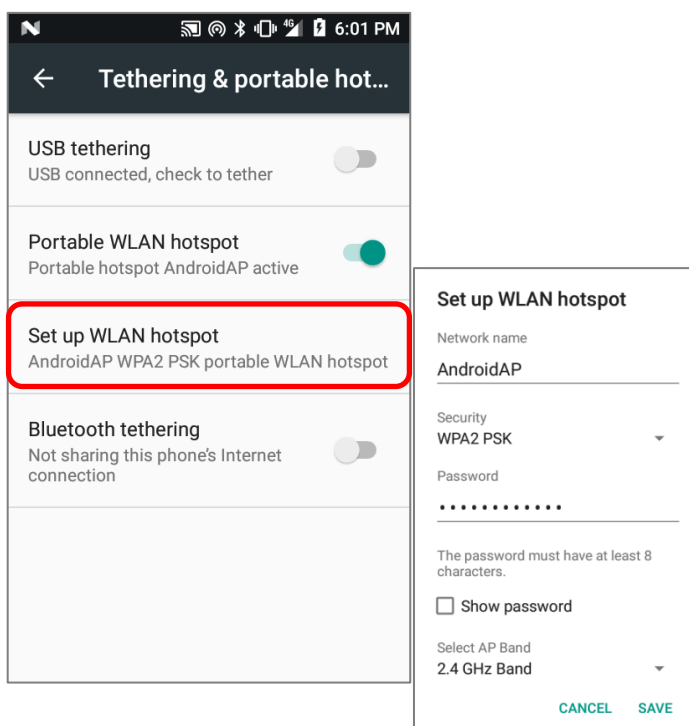 4G 6:01 PM
Tethering & portable hot...
USB tethering
USB connected, check to tether
Portable WLAN hotspot
Portable hotspot AndroidAP active
Set up WLAN hotspot
AndroidAP WPA2 PSK portable WLAN hotspot
Bluetooth tethering
Not sharing this phone's Internet
connection
Set up WLAN hotspot
Network name
AndroidAP
Security
WPA2 PSK
Password
............
The password must have at least 8
characters.
Show password
Select AP Band
2.4 GHz Band
CANCEL SAVE